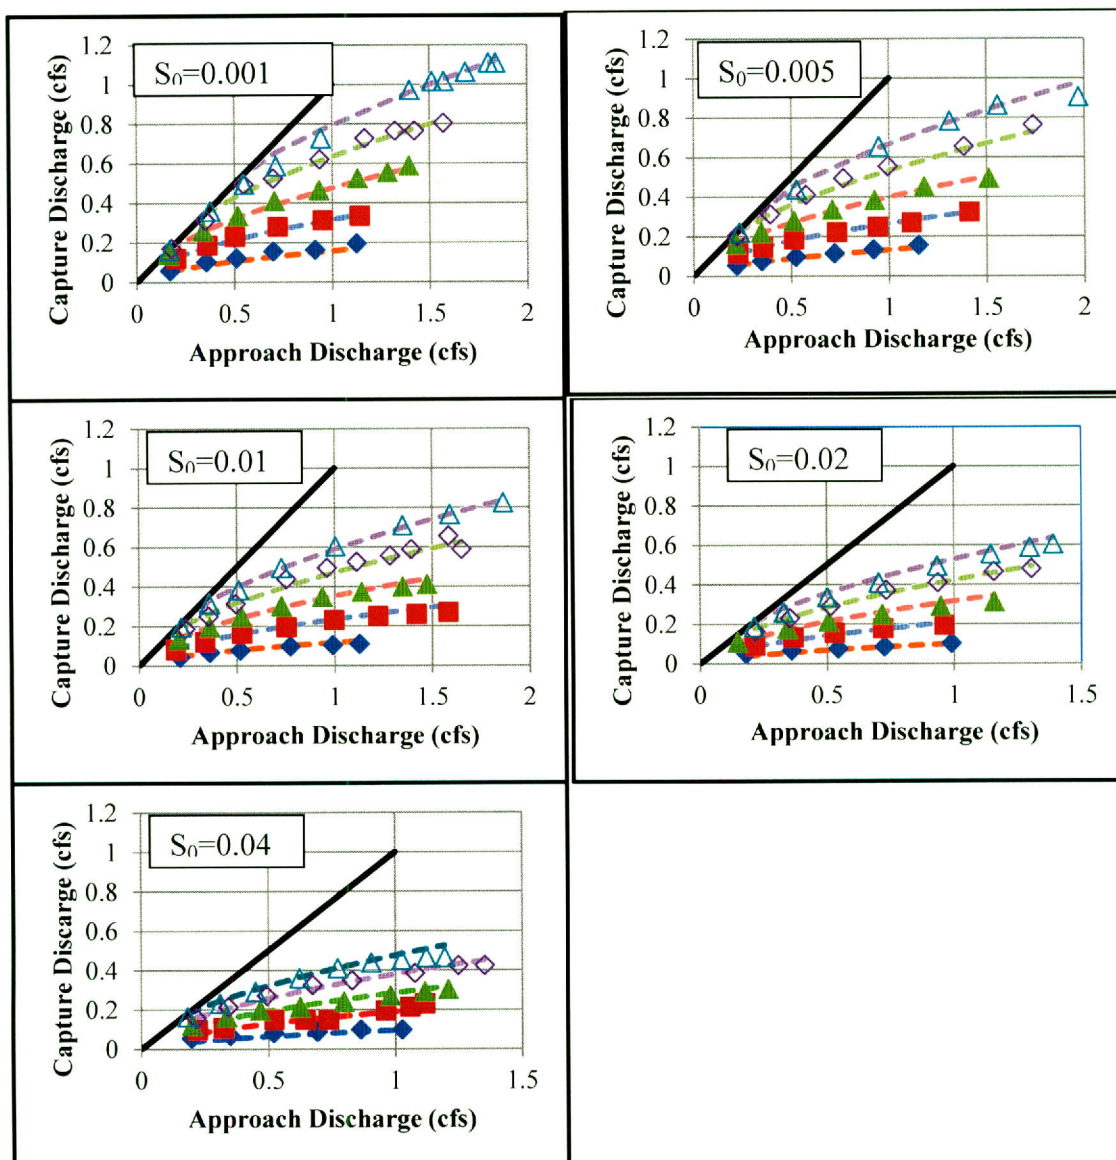 S₀=0.001
1.2
1
0.8
0.6
0.4
0.2
0
0 0.5 1 1.5 2
Capture Discharge (cfs)
Approach Discharge (cfs)
S₀=0.005
1.2
1
0.8
0.6
0.4
0.2
0
0 0.5 1 1.5 2
Capture Discharge (cfs)
Approach Discharge (cfs)
S₀=0.01
1.2
1
0.8
0.6
0.4
0.2
0
0 0.5 1 1.5 2
Capture Discharge (cfs)
Approach Discharge (cfs)
S₀=0.02
1.2
1
0.8
0.6
0.4
0.2
0
0 0.5 1 1.5
Capture Discharge (cfs)
Approach Discharge (cfs)
S₀=0.04
1.2
1
0.8
0.6
0.4
0.2
0
0 0.5 1 1.5
Capture Discarge (cfs)
Approach Discharge (cfs)